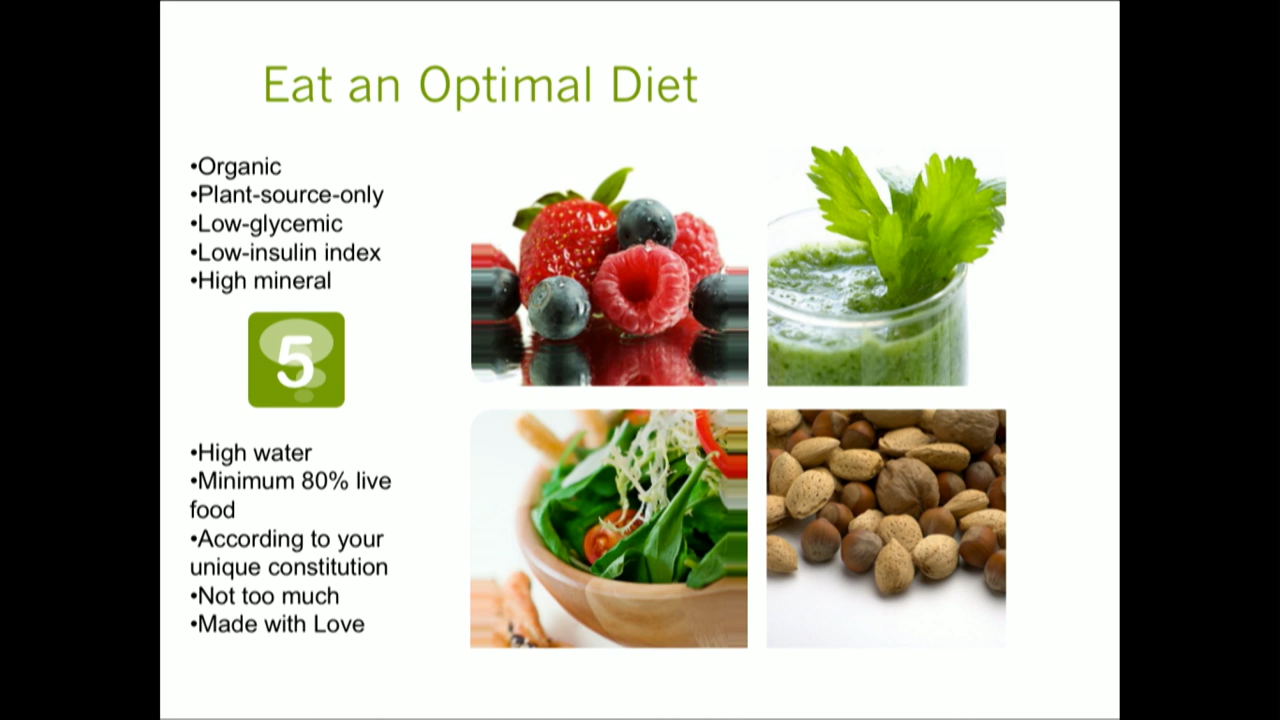 Eat an Optimal Diet
•Organic
•Plant-source-only
•Low-glycemic
•Low-insulin index
•High mineral
5
•High water
•Minimum 80% live
food
•According to your
unique constitution
•Not too much
•Made with Love